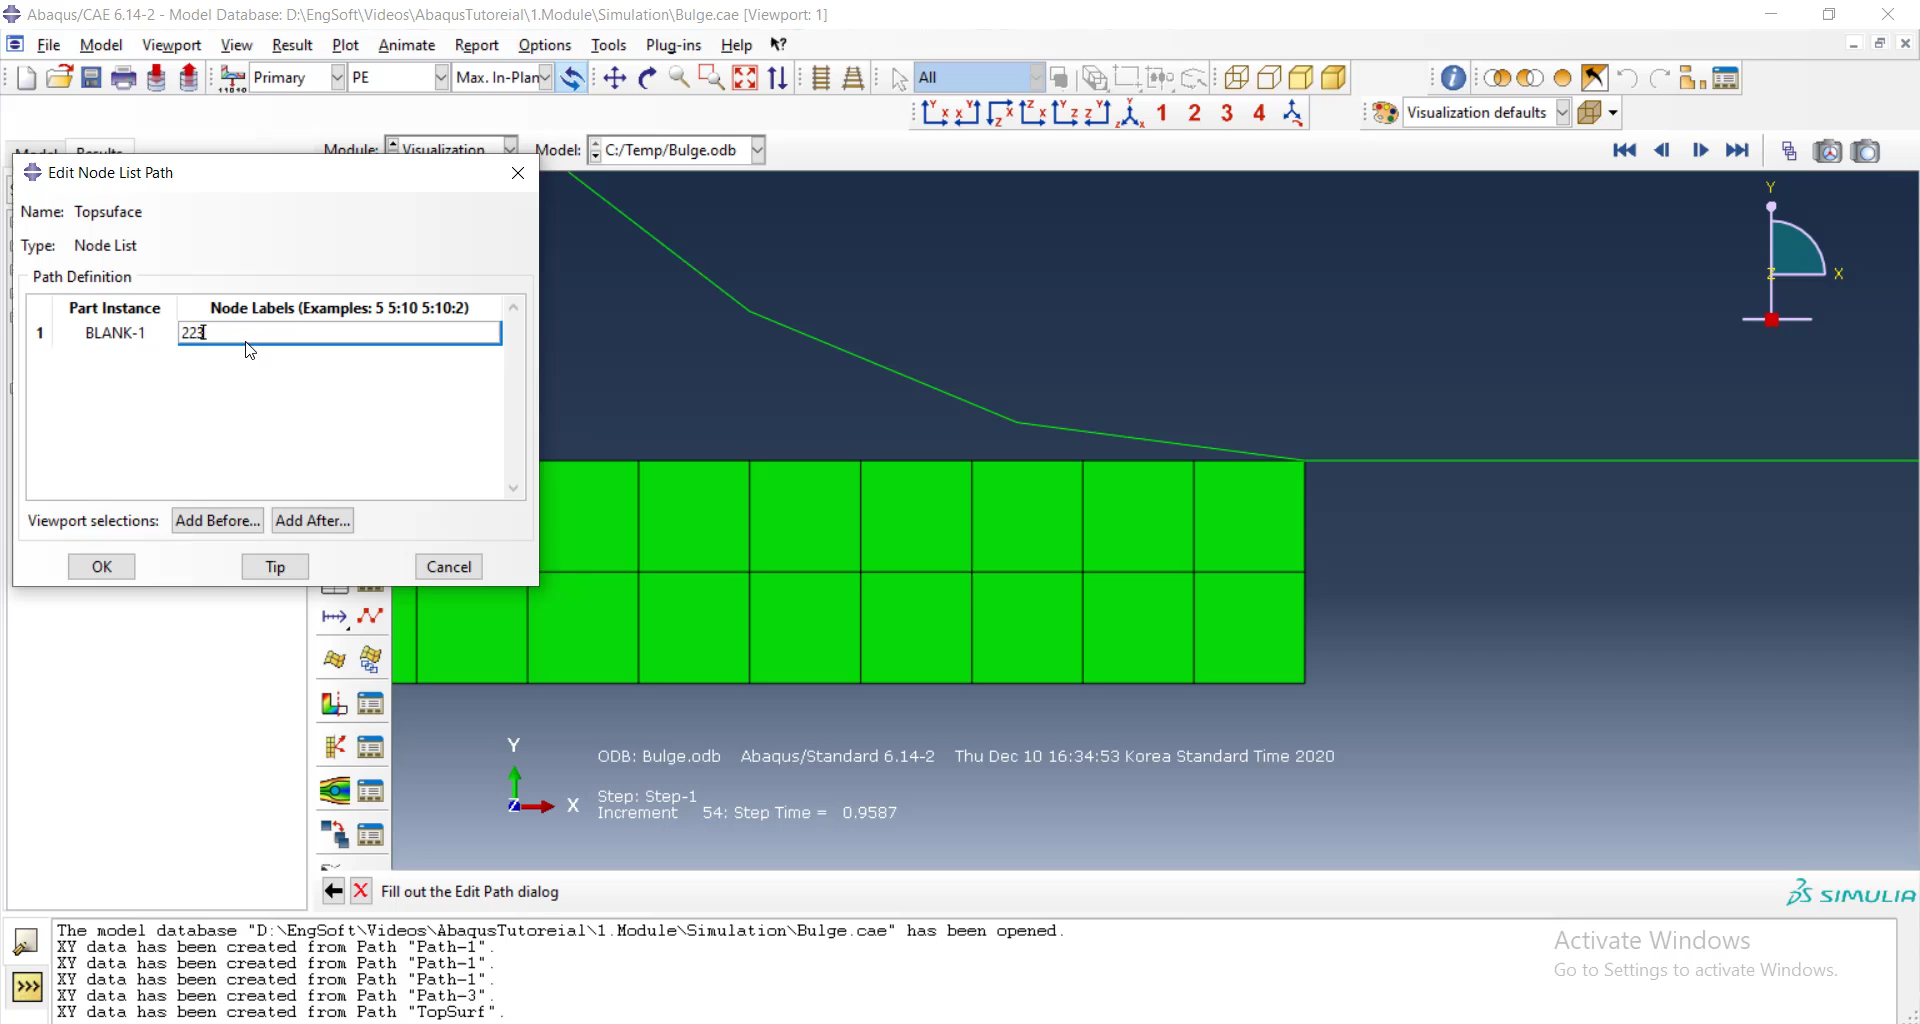 Abaqus/CAE 6.14-2 - Model Database: D:\EngSoft\Videos\AbaqusTutoreial\1.Module\Simulation\Bulge.cae [Viewport: 1]
File Model Viewport View Result Plot Animate Report Options Tools Plug-ins Help
Primary PE Max. In-Plan All
1 2 3 4 Visualization defaults
Module: Visualization Model: C:/Temp/Bulge.odb
Edit Node List Path
Name: Topsuface
Type: Node List
Path Definition
Part Instance Node Labels (Examples: 5 5:10 5:10:2)
1 BLANK-1 223
Viewport selections: Add Before... Add After...
OK Tip Cancel
Y
Z X
Y
Z X
ODB: Bulge.odb Abaqus/Standard 6.14-2 Thu Dec 10 16:34:53 Korea Standard Time 2020
Step: Step-1
Increment 54: Step Time = 0.9587
Fill out the Edit Path dialog
SIMULIA
The model database "D:\EngSoft\Videos\AbaqusTutoreial\1.Module\Simulation\Bulge.cae" has been opened.
XY data has been created from Path "Path-1".
XY data has been created from Path "Path-1".
XY data has been created from Path "Path-1".
XY data has been created from Path "Path-3".
XY data has been created from Path "TopSurf".
Activate Windows
Go to Settings to activate Windows.